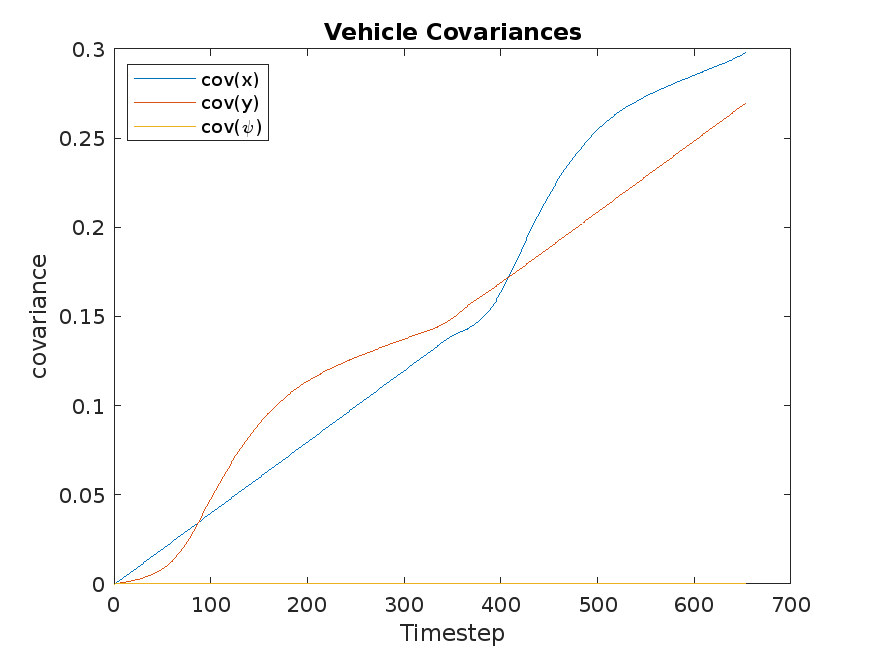 Vehicle Covariances
cov(x)
cov(y)
cov(ψ)
covariance
0.3
0.25
0.2
0.15
0.1
0.05
0
0 100 200 300 400 500 600 700
Timestep